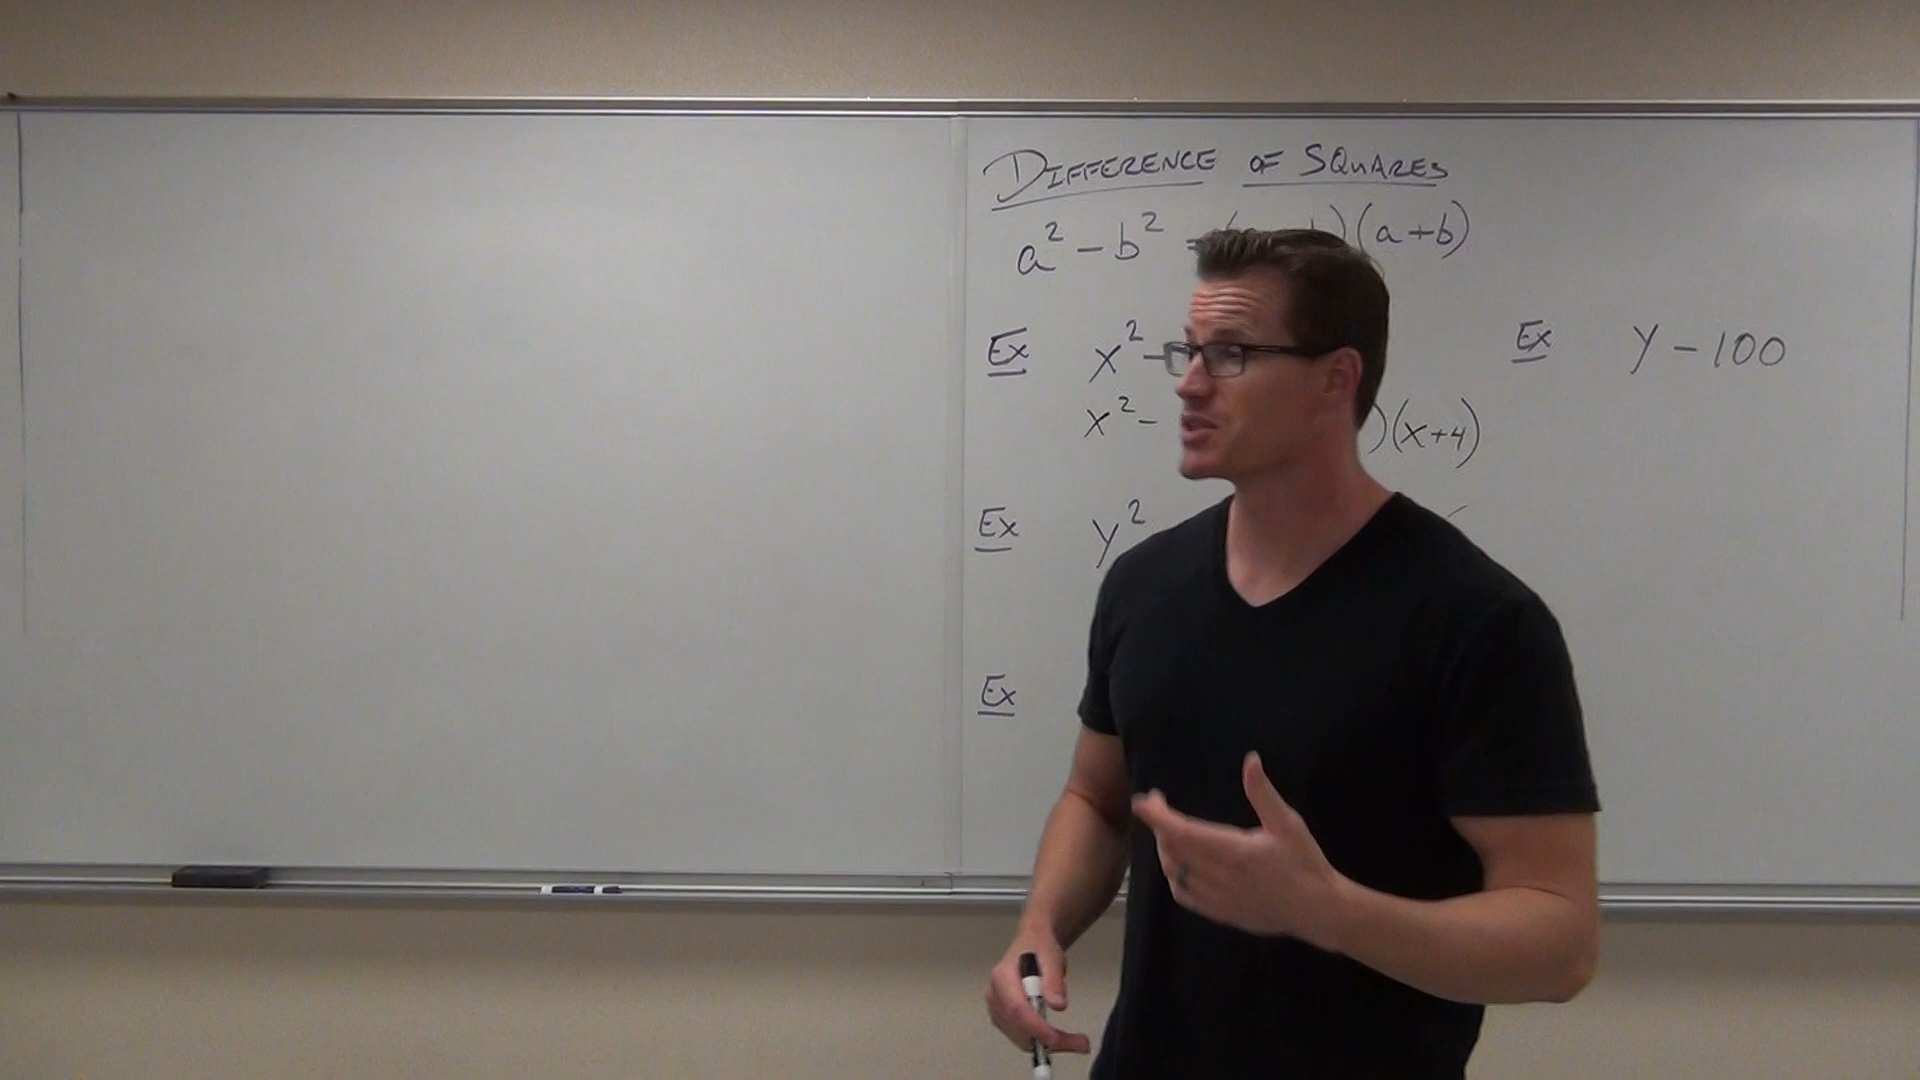 DIFFERENCE OF SQUARES
a² - b² = (a+b)
Ex x² -
x² - (x+4)
Ex y²
Ex
Ex y - 100